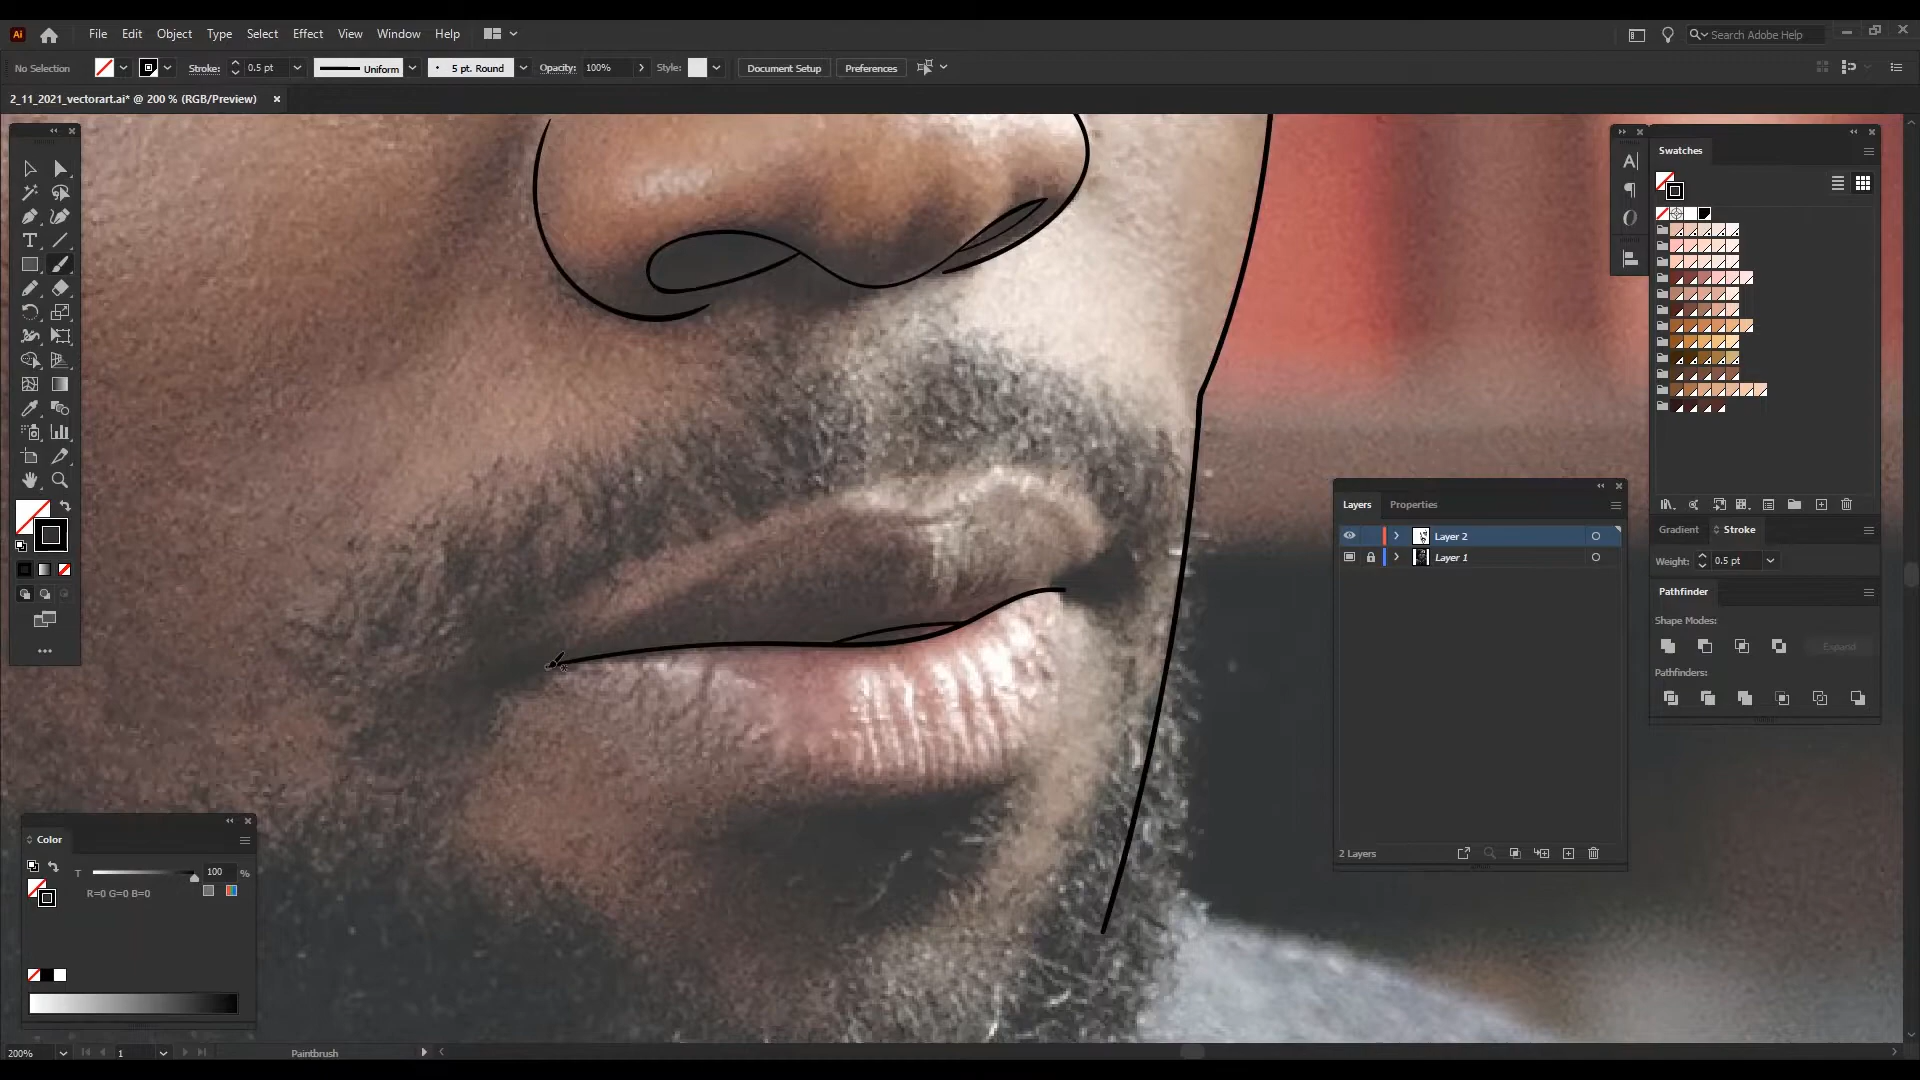 Ai File Edit Object Type Select Effect View Window Help Search Adobe Help
No Selection Stroke: 0.5 pt Uniform 5 pt. Round Opacity: 100% Style: Document Setup Preferences
2_11_2021_vectorart.ai* @ 200 % (RGB/Preview)
Swatches
Layers Properties
Layer 2
Layer 1
2 Layers
Gradient Stroke
Weight: 0.5 pt
Pathfinder
Shape Modes:
Expand
Pathfinders:
Color
T 100 %
R=0 G=0 B=0
200% 1 Paintbrush